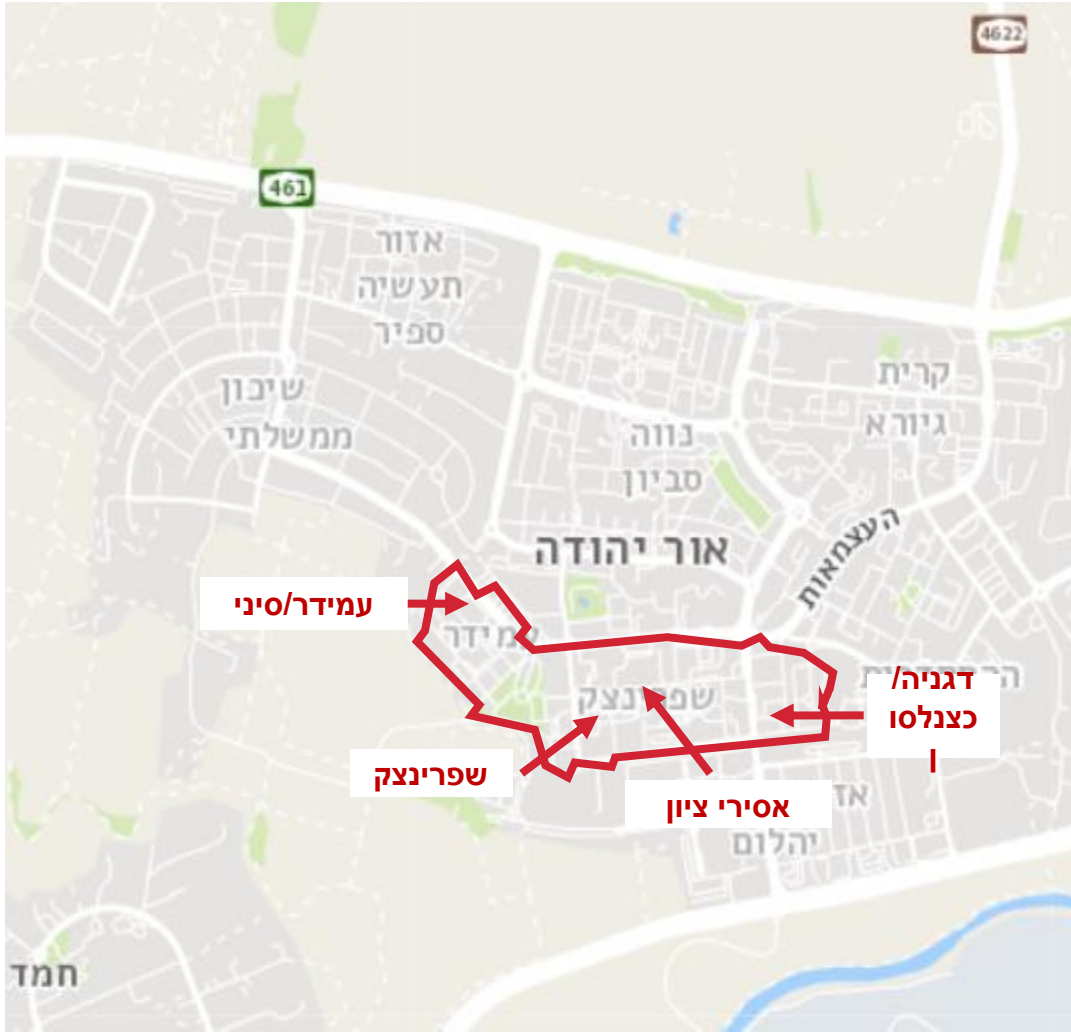 4622
461
אזור
תעשיה
ספיר
שיכון
ממשלתי
קרית
גיורא
נווה
סביון
העצמאות
אור יהודה
עמידר/סיני
עמידר
דגניה/
כצנלסו
ן
שפרינצק
שפרינצק
אסירי ציון
אז
יהלום
חמד